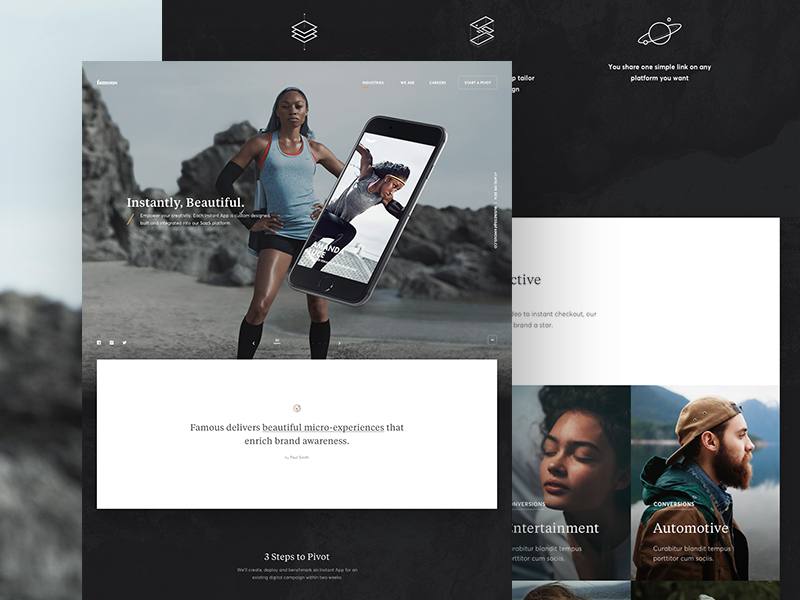 You share one simple link on any
platform you want
p tailor
gn
famous
INDUSTRIES
WE ARE
CAREERS
START A PIVOT
Instantly, Beautiful.
Empower your creativity. Each Instant App is custom designed,
built and integrated into our SaaS platform.
ctive
deo to instant checkout, our
brand a star.
Famous delivers beautiful micro-experiences that
enrich brand awareness.
by Paul Smith
CONVERSIONS
Entertainment
urabitur blandit tempus
porttitor cum sociis.
CONVERSIONS
Automotive
Curabitur blandit tempus
porttitor cum sociis.
3 Steps to Pivot
We'll create, deploy and benchmark an Instant App for an
existing digital campaign within two weeks.